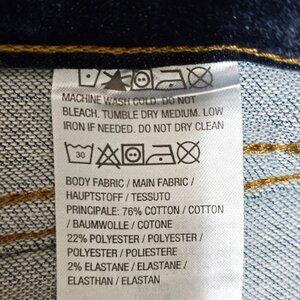 MACHINE WASH COLD. DO NOT
BLEACH. TUMBLE DRY MEDIUM. LOW
IRON IF NEEDED. DO NOT DRY CLEAN
30
BODY FABRIC / MAIN FABRIC /
HAUPTSTOFF / TESSUTO
PRINCIPALE: 76% COTTON / COTTON
/ BAUMWOLLE / COTONE
22% POLYESTER / POLYESTER /
POLYESTER / POLIESTERE
2% ELASTANE / ELASTHANE /
ELASTHAN / ELASTAN